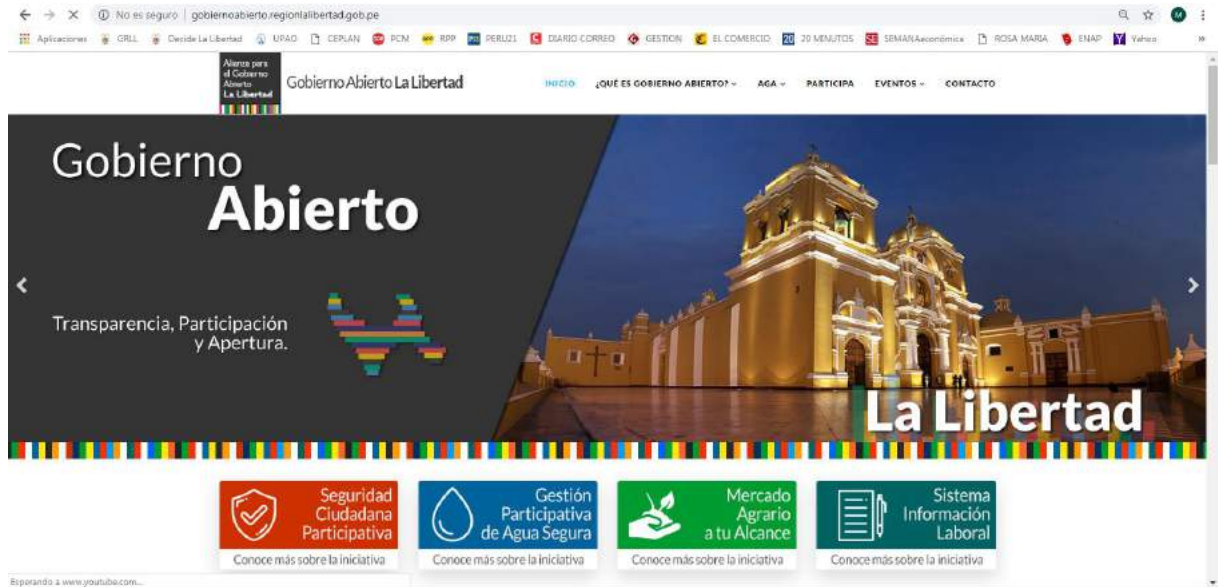 No es seguro | gobiernoabierto.regionlalibertad.gob.pe
Aplicaciones GRLL Decide La Libertad UPAO CEPLAN PCM RPP PERU21 DIARIO CORREO GESTION EL COMERCIO 20 MINUTOS SEMANAeconómica ROSA MARIA ENAP Yahoo
Alianza para
el Gobierno
Abierto
La Libertad
Gobierno Abierto La Libertad
INICIO ¿QUÉ ES GOBIERNO ABIERTO? AGA PARTICIPA EVENTOS CONTACTO
Gobierno
Abierto
Transparencia, Participación
y Apertura.
La Libertad
Seguridad
Ciudadana
Participativa
Conoce más sobre la iniciativa
Gestión
Participativa
de Agua Segura
Conoce más sobre la iniciativa
Mercado
Agrario
a tu Alcance
Conoce más sobre la iniciativa
Sistema
Información
Laboral
Conoce más sobre la iniciativa
Esperando a www.youtube.com...